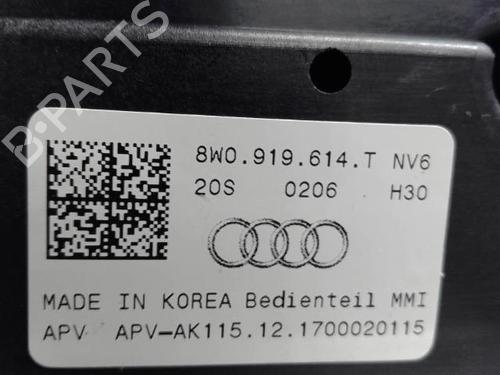 8W0.919.614.T NV6
20S 0206 H30
MADE IN KOREA Bedienteil MMI
APV APV-AK115.12.1700020115
B-PARTS